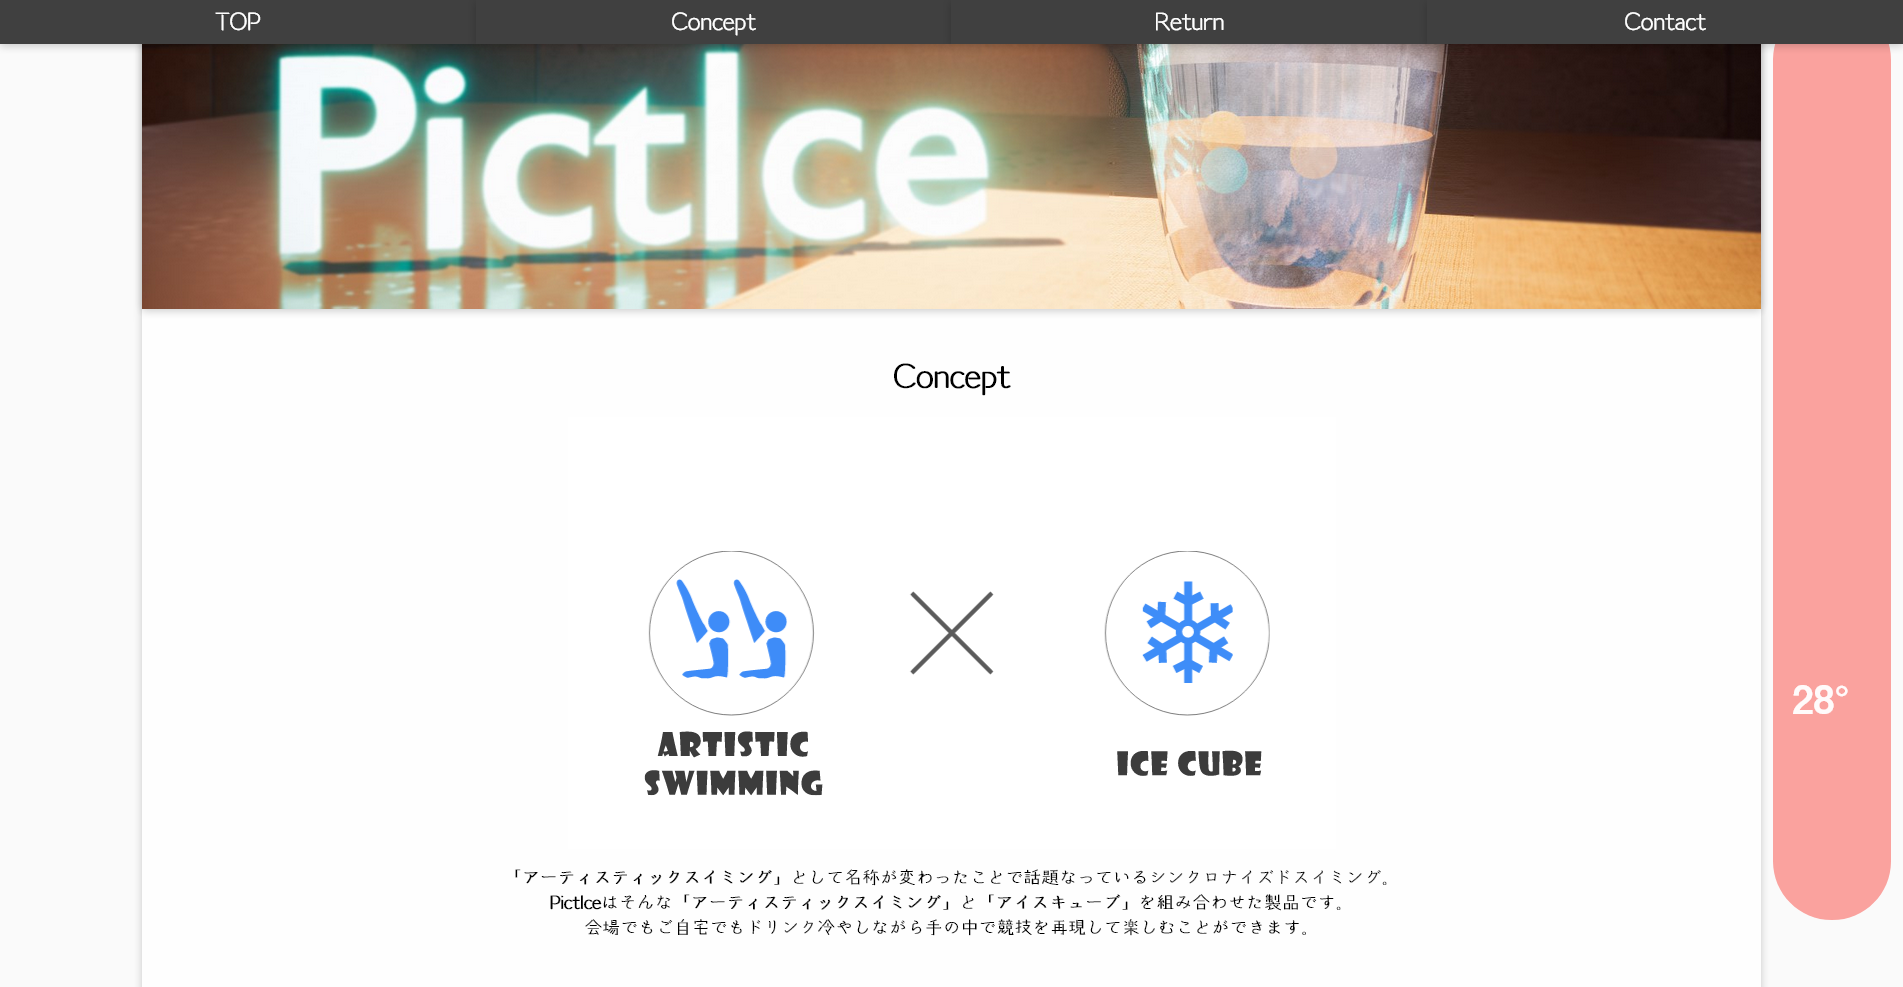 TOP Concept Return Contact
PictIce
Concept
ARTISTIC
SWIMMING
ICE CUBE
28°
「アーティスティックスイミング」として名称が変わったことで話題なっているシンクロナイズドスイミング。
PictIceはそんな「アーティスティックスイミング」と「アイスキューブ」を組み合わせた製品です。
会場でもご自宅でもドリンク冷やしながら手の中で競技を再現して楽しむことができます。